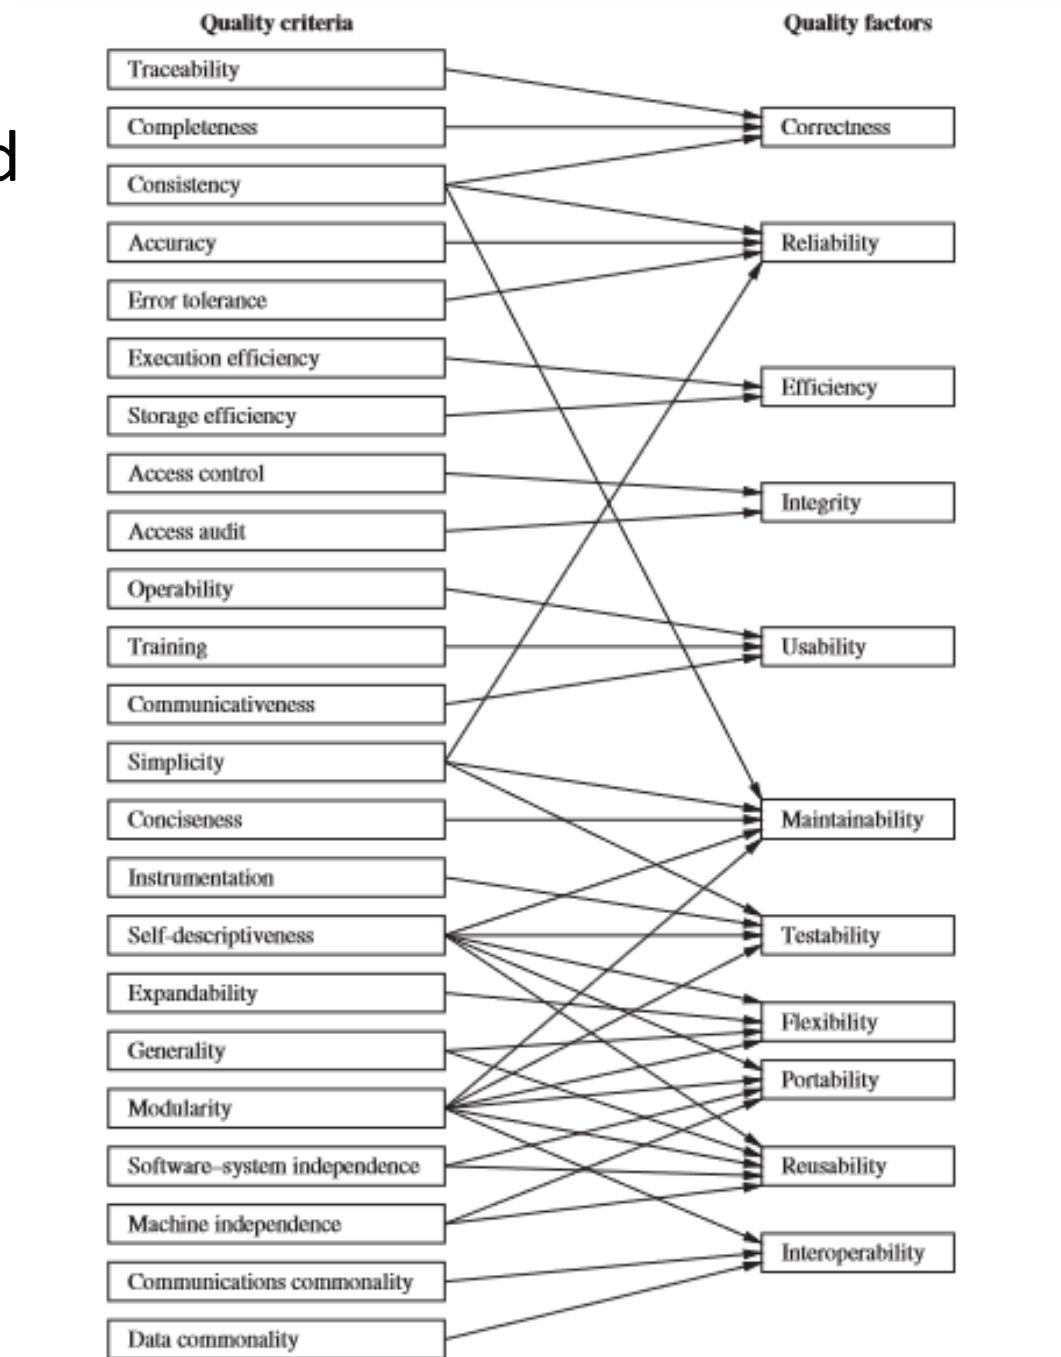 Quality criteria
Quality factors
d
Traceability
Completeness
Consistency
Accuracy
Error tolerance
Execution efficiency
Storage efficiency
Access control
Access audit
Operability
Training
Communicativeness
Simplicity
Conciseness
Instrumentation
Self-descriptiveness
Expandability
Generality
Modularity
Software–system independence
Machine independence
Communications commonality
Data commonality
Correctness
Reliability
Efficiency
Integrity
Usability
Maintainability
Testability
Flexibility
Portability
Reusability
Interoperability